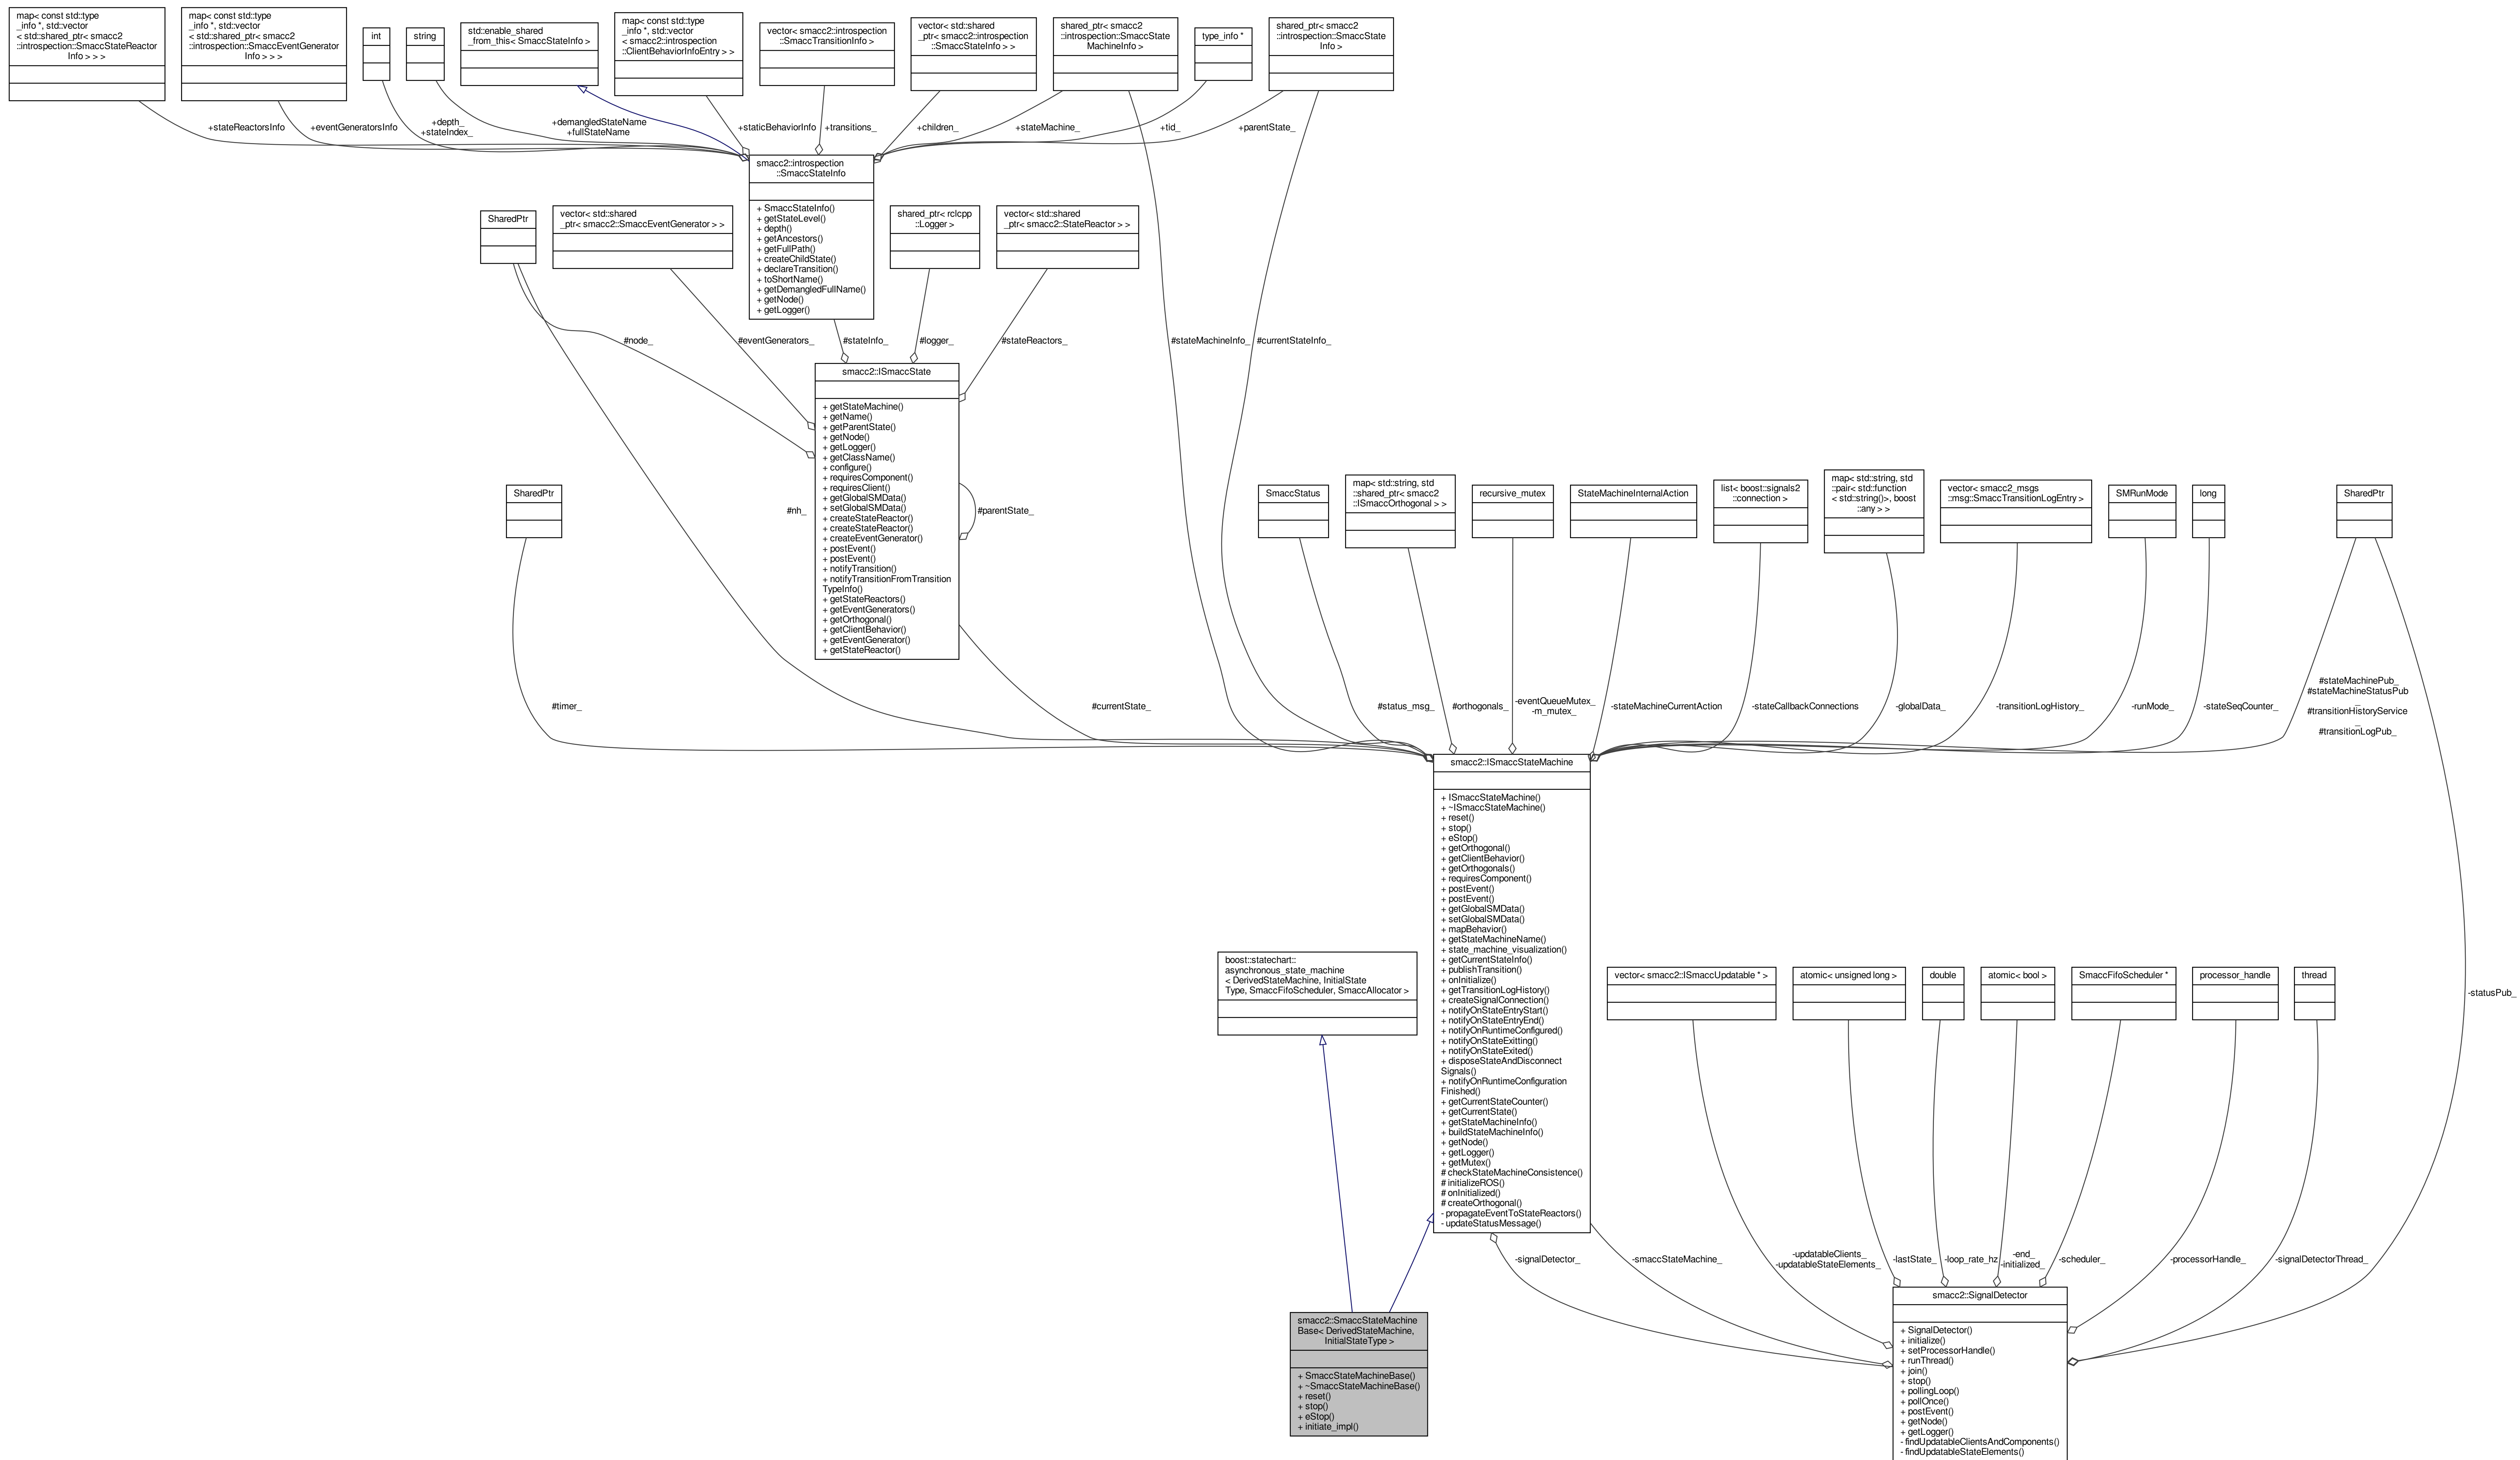 map< const std::type
_info *, std::vector
< std::shared_ptr< smacc2
::introspection::SmaccStateReactor
Info > > >
map< const std::type
_info *, std::vector
< std::shared_ptr< smacc2
::introspection::SmaccEventGenerator
Info > > >
int
string
std::enable_shared
_from_this< SmaccStateInfo >
map< const std::type
_info *, std::vector
< smacc2::introspection
::ClientBehaviorInfoEntry > >
vector< smacc2::introspection
::SmaccTransitionInfo >
vector< std::shared
_ptr< smacc2::introspection
::SmaccStateInfo > >
shared_ptr< smacc2
::introspection::SmaccState
MachineInfo >
type_info *
shared_ptr< smacc2
::introspection::SmaccState
Info >
+stateReactorsInfo
+eventGeneratorsInfo
+depth_
+stateIndex_
+demangledStateName
+fullStateName
+staticBehaviorInfo
+transitions_
+children_
+stateMachine_
+tid_
+parentState_
smacc2::introspection
::SmaccStateInfo
+ SmaccStateInfo()
+ getStateLevel()
+ depth()
+ getAncestors()
+ getFullPath()
+ createChildState()
+ declareTransition()
+ toShortName()
+ getDemangledFullName()
+ getNode()
+ getLogger()
SharedPtr
vector< std::shared
_ptr< smacc2::SmaccEventGenerator > >
shared_ptr< rclcpp
::Logger >
vector< std::shared
_ptr< smacc2::StateReactor > >
#node_
#eventGenerators_
#stateInfo_
#logger_
#stateReactors_
#stateMachineInfo_
#currentStateInfo_
smacc2::ISmaccState
+ getStateMachine()
+ getName()
+ getParentState()
+ getNode()
+ getLogger()
+ getClassName()
+ configure()
+ requiresComponent()
+ requiresClient()
+ getGlobalSMData()
+ setGlobalSMData()
+ createStateReactor()
+ createStateReactor()
+ createEventGenerator()
+ postEvent()
+ postEvent()
+ notifyTransition()
+ notifyTransitionFromTransition
TypeInfo()
+ getStateReactors()
+ getEventGenerators()
+ getOrthogonal()
+ getClientBehavior()
+ getEventGenerator()
+ getStateReactor()
SharedPtr
#nh_
#parentState_
SmaccStatus
map< std::string, std
::shared_ptr< smacc2
::ISmaccOrthogonal > >
recursive_mutex
StateMachineInternalAction
list< boost::signals2
::connection >
map< std::string, std
::pair< std::function
< std::string()>, boost
::any > >
vector< smacc2_msgs
::msg::SmaccTransitionLogEntry >
SMRunMode
long
SharedPtr
#timer_
#currentState_
#status_msg_
#orthogonals_
-eventQueueMutex_
-m_mutex_
-stateMachineCurrentAction
-stateCallbackConnections
-globalData_
-transitionLogHistory_
-runMode_
-stateSeqCounter_
#stateMachinePub_
#stateMachineStatusPub
_
#transitionHistoryService
_
#transitionLogPub_
smacc2::ISmaccStateMachine
+ ISmaccStateMachine()
+ ~ISmaccStateMachine()
+ reset()
+ stop()
+ eStop()
+ getOrthogonal()
+ getClientBehavior()
+ getOrthogonals()
+ requiresComponent()
+ postEvent()
+ postEvent()
+ getGlobalSMData()
+ setGlobalSMData()
+ mapBehavior()
+ getStateMachineName()
+ state_machine_visualization()
+ getCurrentStateInfo()
+ publishTransition()
+ onInitialize()
+ getTransitionLogHistory()
+ createSignalConnection()
+ notifyOnStateEntryStart()
+ notifyOnStateEntryEnd()
+ notifyOnRuntimeConfigured()
+ notifyOnStateExitting()
+ notifyOnStateExited()
+ disposeStateAndDisconnect
Signals()
+ notifyOnRuntimeConfiguration
Finished()
+ getCurrentStateCounter()
+ getCurrentState()
+ getStateMachineInfo()
+ buildStateMachineInfo()
+ getNode()
+ getLogger()
+ getMutex()
# checkStateMachineConsistence()
# initializeROS()
# onInitialized()
# createOrthogonal()
- propagateEventToStateReactors()
- updateStatusMessage()
boost::statechart::
asynchronous_state_machine
< DerivedStateMachine, InitialState
Type, SmaccFifoScheduler, SmaccAllocator >
vector< smacc2::ISmaccUpdatable * >
atomic< unsigned long >
double
atomic< bool >
SmaccFifoScheduler *
processor_handle
thread
-statusPub_
-signalDetector_
-smaccStateMachine_
-updatableClients_
-updatableStateElements_
-lastState_
-loop_rate_hz
-end_
-initialized_
-scheduler_
-processorHandle_
-signalDetectorThread_
smacc2::SmaccStateMachine
Base< DerivedStateMachine,
InitialStateType >
+ SmaccStateMachineBase()
+ ~SmaccStateMachineBase()
+ reset()
+ stop()
+ eStop()
+ initiate_impl()
smacc2::SignalDetector
+ SignalDetector()
+ initialize()
+ setProcessorHandle()
+ runThread()
+ join()
+ stop()
+ pollingLoop()
+ pollOnce()
+ postEvent()
+ getNode()
+ getLogger()
- findUpdatableClientsAndComponents()
- findUpdatableStateElements()